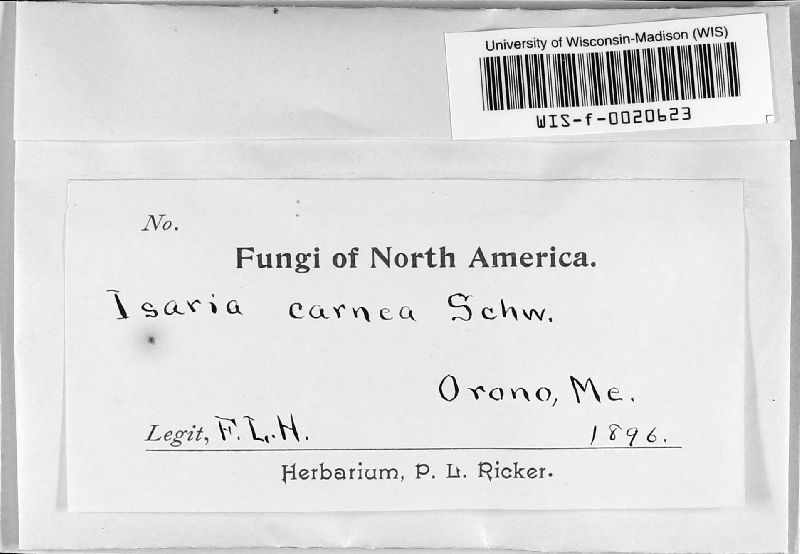 University of Wisconsin-Madison (WIS)
WIS-f-0020623
No.
Fungi of North America.
Isaria carnea Schw.
Orono, Me.
Legit, F. L. H. 1896.
Herbarium, P. L. Ricker.